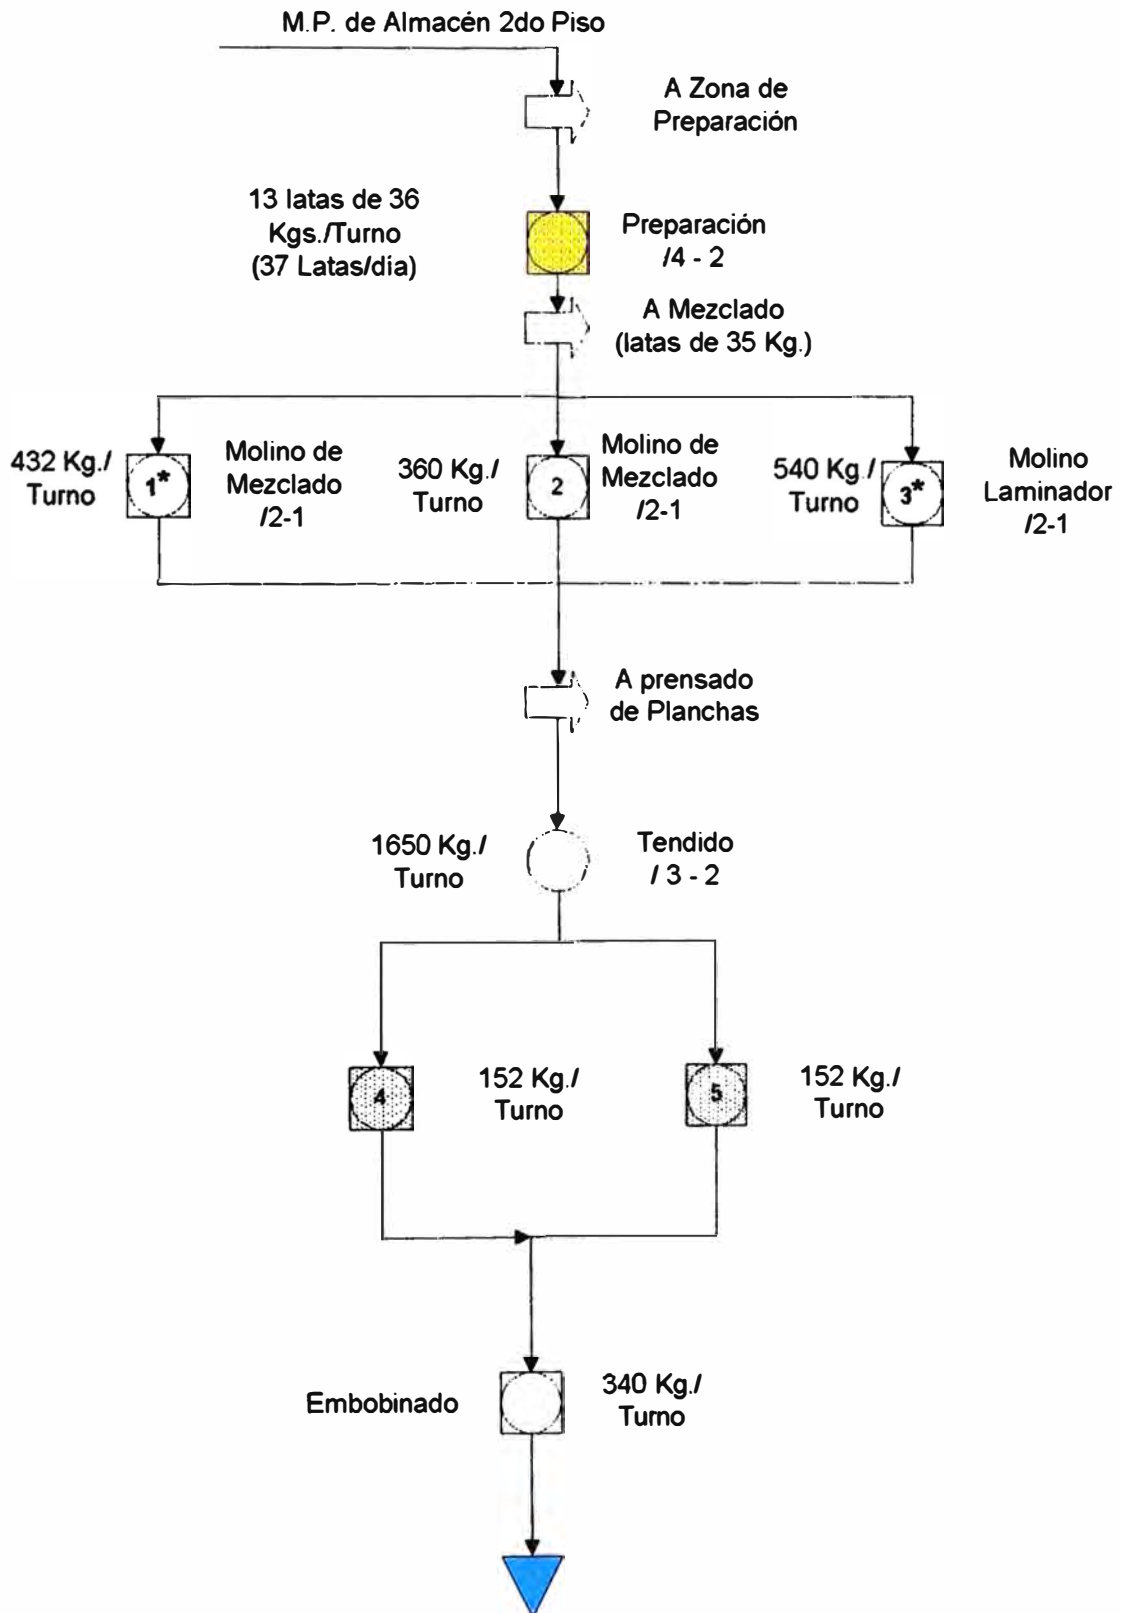 M.P. de Almacén 2do Piso
A Zona de
Preparación
13 latas de 36
Kgs./Turno
(37 Latas/día)
Preparación
/4 - 2
A Mezclado
(latas de 35 Kg.)
432 Kg./
Turno
1*
Molino de
Mezclado
/2-1
360 Kg./
Turno
2
Molino de
Mezclado
/2-1
540 Kg./
Turno
3*
Molino
Laminador
/2-1
A prensado
de Planchas
1650 Kg./
Turno
Tendido
/ 3 - 2
4
152 Kg./
Turno
5
152 Kg./
Turno
Embobinado
340 Kg./
Turno